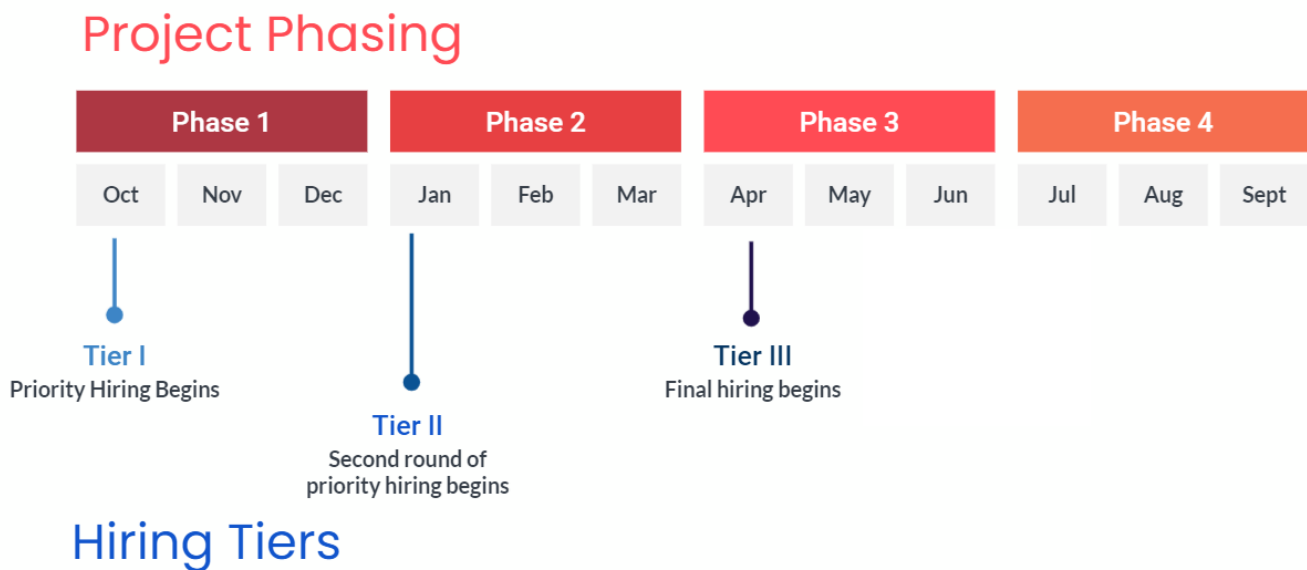 Project Phasing
Phase 1 Phase 2 Phase 3 Phase 4
Oct Nov Dec Jan Feb Mar Apr May Jun Jul Aug Sept
Tier I
Priority Hiring Begins
Tier II
Second round of
priority hiring begins
Tier III
Final hiring begins
Hiring Tiers